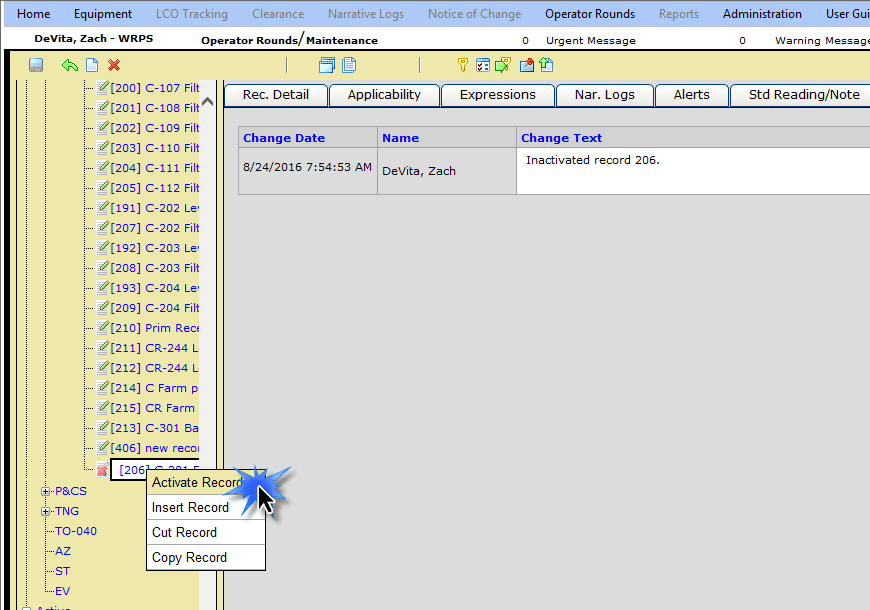 Home Equipment LCO Tracking Clearance Narrative Logs Notice of Change Operator Rounds Reports Administration User Gui
DeVita, Zach - WRPS Operator Rounds/Maintenance 0 Urgent Message 0 Warning Message
Rec. Detail Applicability Expressions Nar. Logs Alerts Std Reading/Note
[200] C-107 Filt
[201] C-108 Filt
[202] C-109 Filt
[203] C-110 Filt
[204] C-111 Filt
[205] C-112 Filt
[191] C-202 Lev
[207] C-202 Filt
[192] C-203 Lev
[208] C-203 Filt
[193] C-204 Lev
[209] C-204 Filt
[210] Prim Rece
[211] CR-244 L
[212] CR-244 L
[214] C Farm p
[215] CR Farm
[213] C-301 Ba
[406] new recor
[206] C-201 F
P&CS
TNG
TO-040
AZ
ST
EV
Active
Change Date Name Change Text
8/24/2016 7:54:53 AM DeVita, Zach Inactivated record 206.
Activate Record
Insert Record
Cut Record
Copy Record